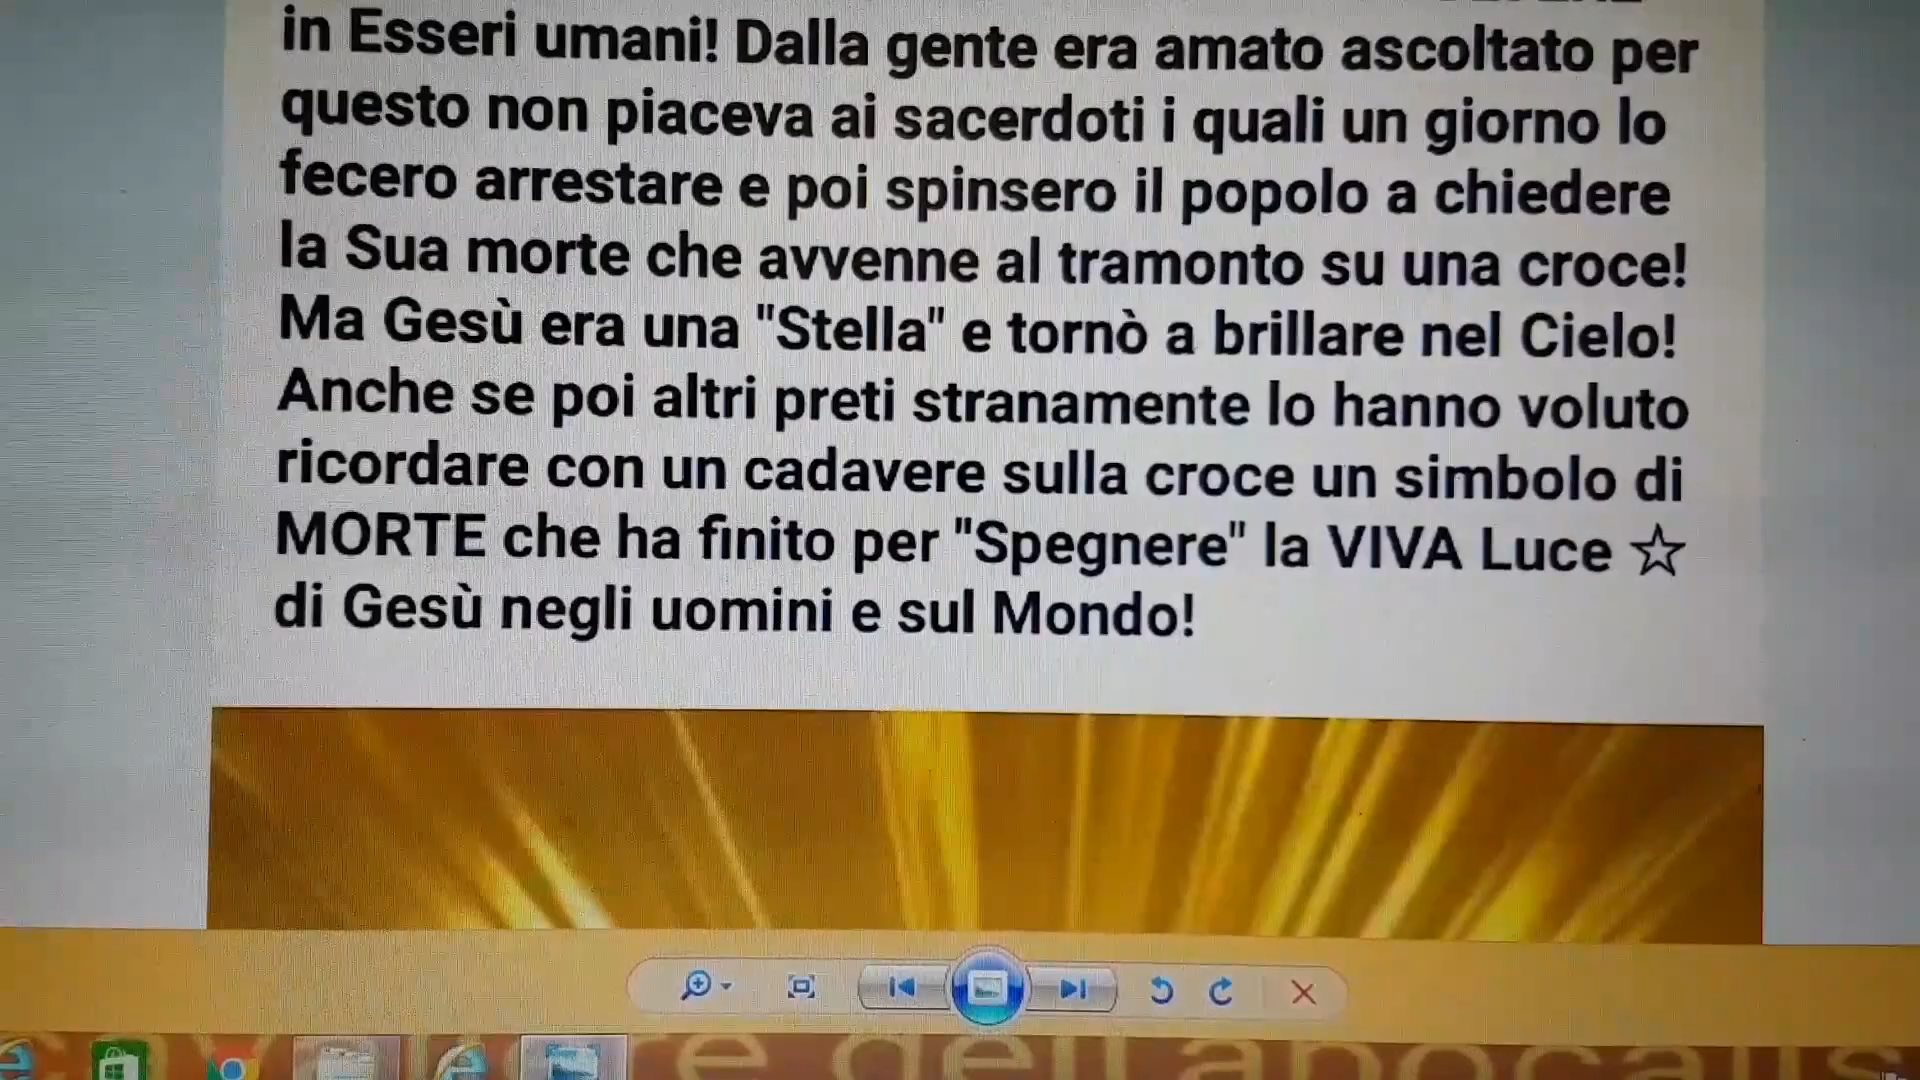 in Esseri umani! Dalla gente era amato ascoltato per
questo non piaceva ai sacerdoti i quali un giorno lo
fecero arrestare e poi spinsero il popolo a chiedere
la Sua morte che avvenne al tramonto su una croce!
Ma Gesù era una "Stella" e tornò a brillare nel Cielo!
Anche se poi altri preti stranamente lo hanno voluto
ricordare con un cadavere sulla croce un simbolo di
MORTE che ha finito per "Spegnere" la VIVA Luce ☆
di Gesù negli uomini e sul Mondo!